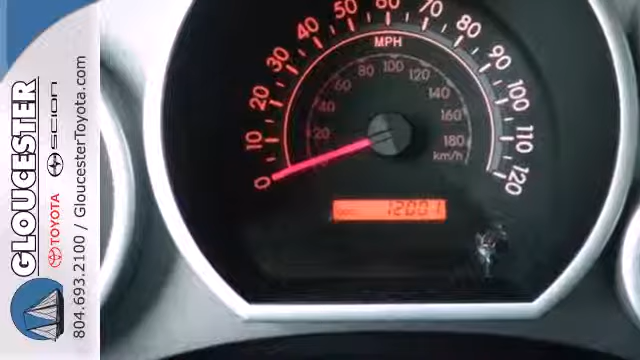 GLOUCESTER
TOYOTA SCION
804.693.2100 / GloucesterToyota.com
0 10 20 30 40 50 60 70 80 90 100 110 120
MPH
20 40 60 80 100 120 140 160 180
km/h
12001